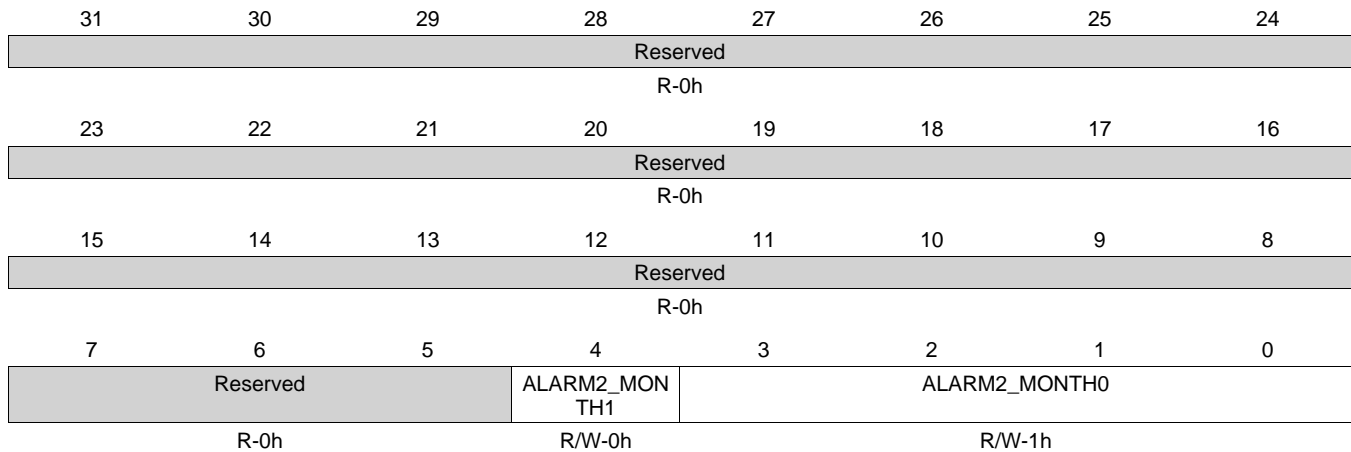 31 30 29 28 27 26 25 24
Reserved
R-0h
23 22 21 20 19 18 17 16
Reserved
R-0h
15 14 13 12 11 10 9 8
Reserved
R-0h
7 6 5 4 3 2 1 0
Reserved ALARM2_MON ALARM2_MONTH0
TH1
R-0h R/W-0h R/W-1h